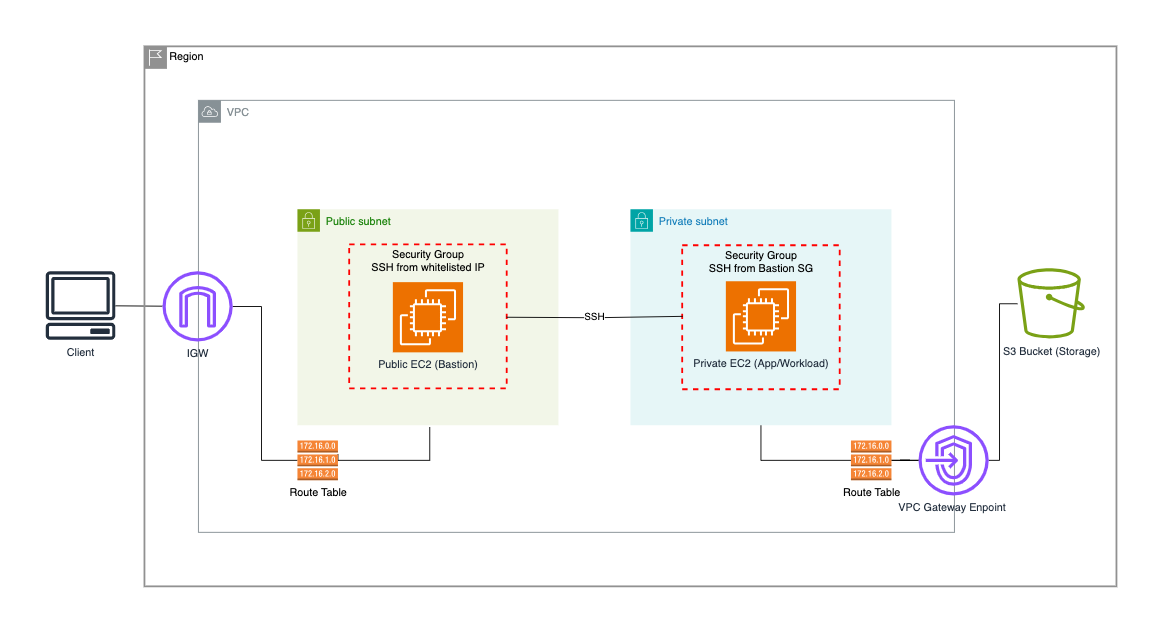 Region
VPC
Public subnet
Security Group
SSH from whitelisted IP
Public EC2 (Bastion)
SSH
Private subnet
Security Group
SSH from Bastion SG
Private EC2 (App/Workload)
Client
IGW
S3 Bucket (Storage)
172.16.0.0
172.16.1.0
172.16.2.0
Route Table
172.16.0.0
172.16.1.0
172.16.2.0
Route Table
VPC Gateway Enpoint